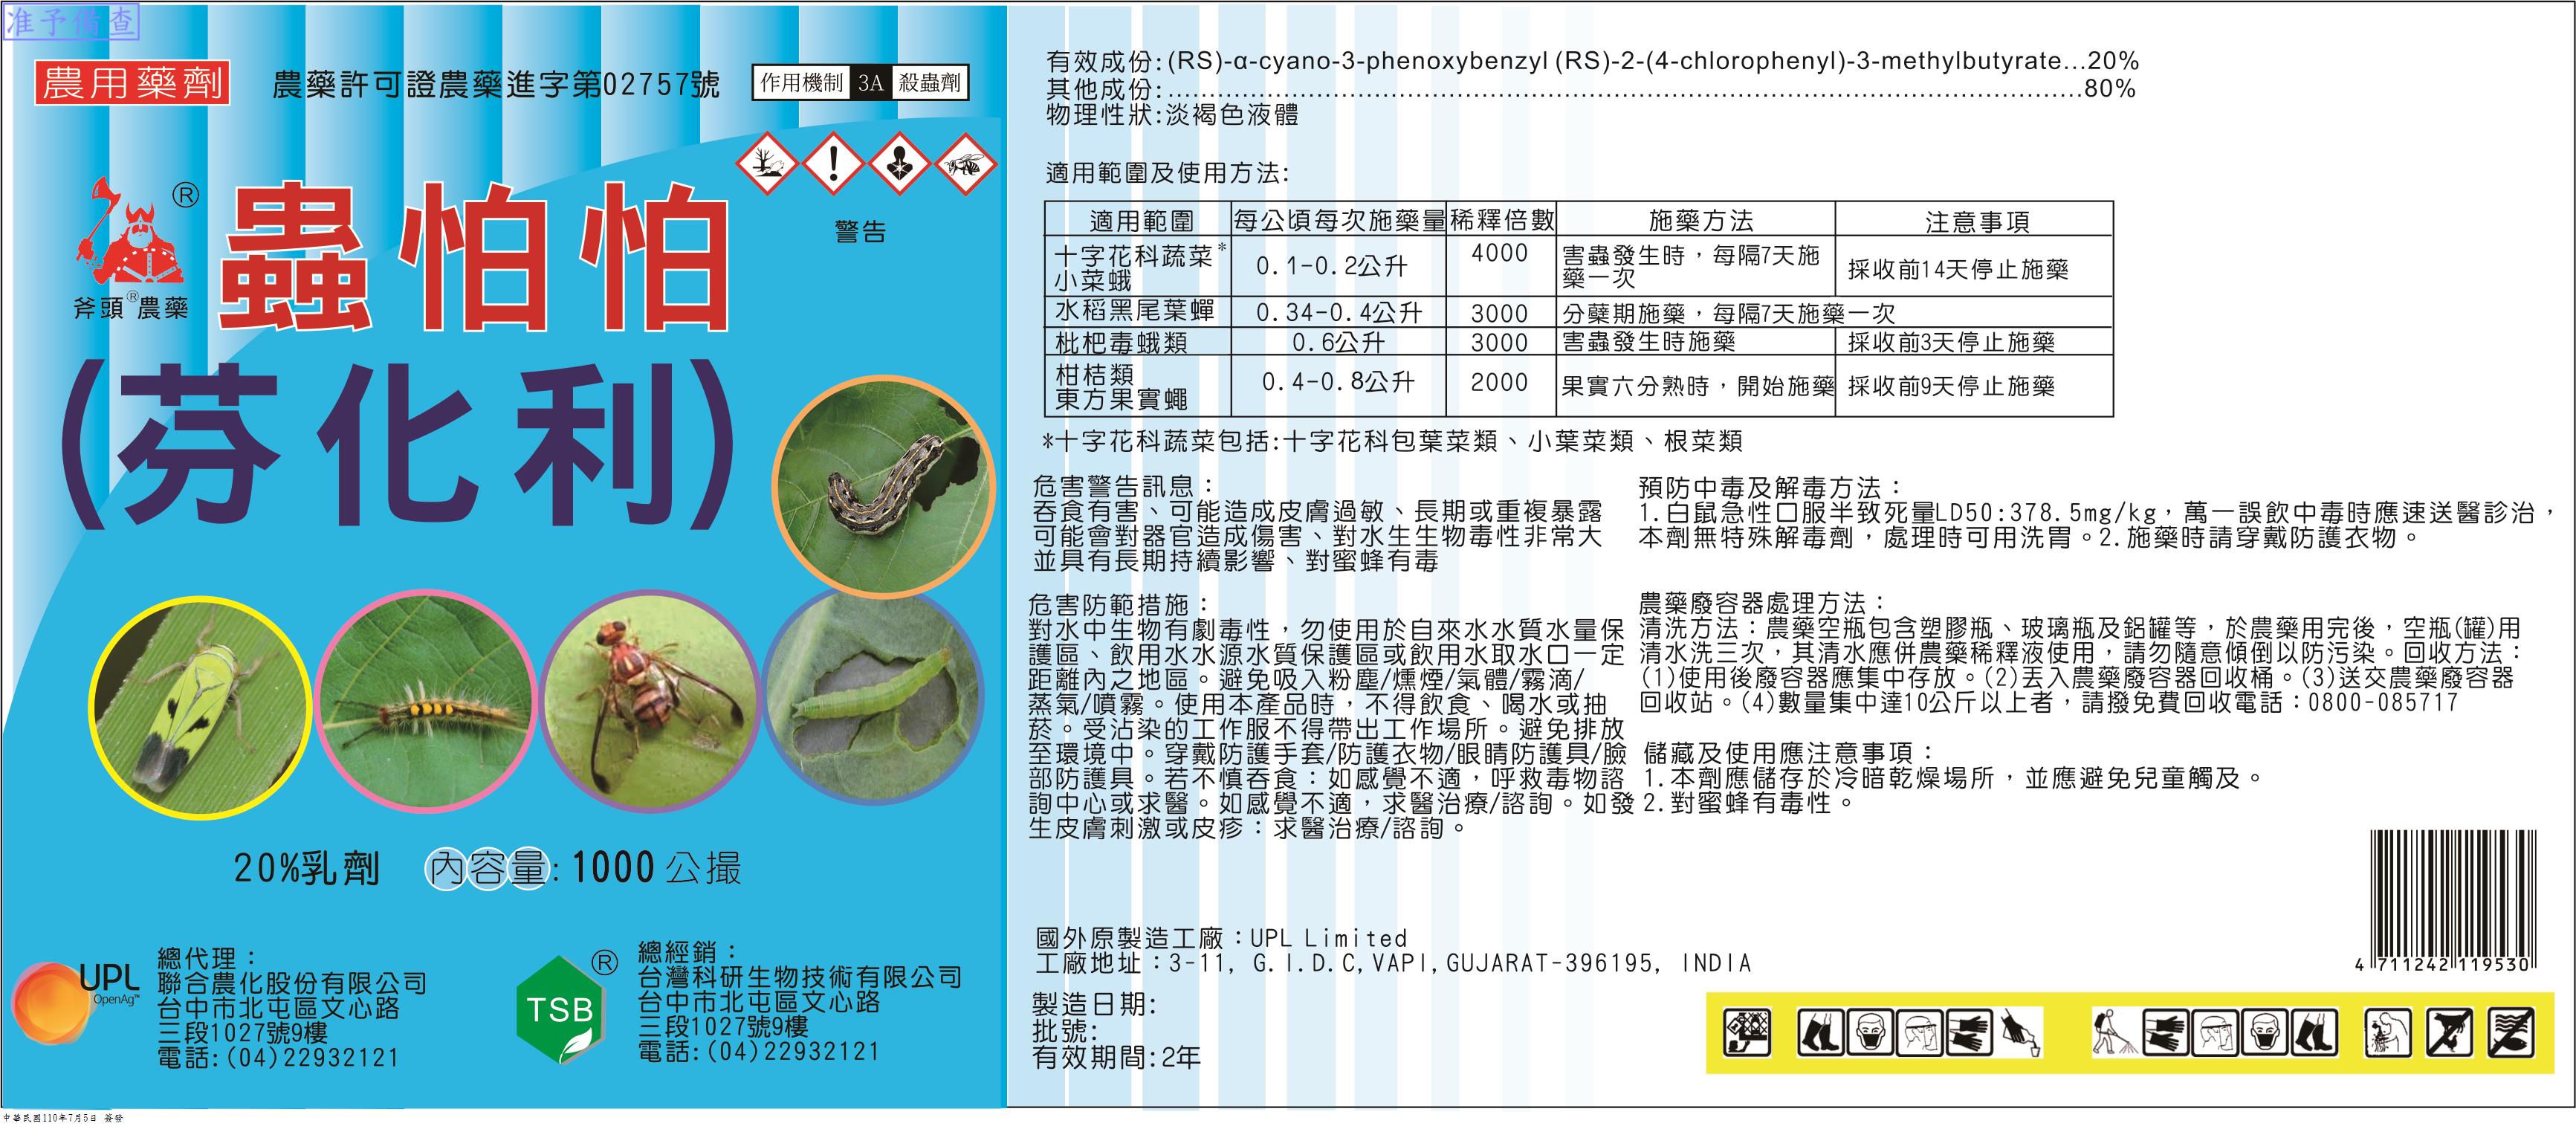 准予備查
農用藥劑
農藥許可證農藥進字第02757號
作用機制 3A 殺蟲劑
警告
®
蟲怕怕
斧頭®農藥
(芬化利)
20%乳劑 內容量: 1000 公撮
UPL
OpenAg™
總代理：
聯合農化股份有限公司
台中市北屯區文心路
三段1027號9樓
電話:(04)22932121
TSB
®
總經銷：
台灣科研生物技術有限公司
台中市北屯區文心路
三段1027號9樓
電話:(04)22932121
有效成份:(RS)-α-cyano-3-phenoxybenzyl (RS)-2-(4-chlorophenyl)-3-methylbutyrate...20%
其他成份:...............................................................................................80%
物理性狀:淡褐色液體
適用範圍及使用方法:
適用範圍 每公頃每次施藥量 稀釋倍數 施藥方法 注意事項
十字花科蔬菜*
小菜蛾 0.1-0.2公升 4000 害蟲發生時，每隔7天施
藥一次 採收前14天停止施藥
水稻黑尾葉蟬 0.34-0.4公升 3000 分蘗期施藥，每隔7天施藥一次
枇杷毒蛾類 0.6公升 3000 害蟲發生時施藥 採收前3天停止施藥
柑桔類
東方果實蠅 0.4-0.8公升 2000 果實六分熟時，開始施藥 採收前9天停止施藥
*十字花科蔬菜包括:十字花科包葉菜類、小葉菜類、根菜類
危害警告訊息：
吞食有害、可能造成皮膚過敏、長期或重複暴露
可能會對器官造成傷害、對水生生物毒性非常大
並具有長期持續影響、對蜜蜂有毒
危害防範措施：
對水中生物有劇毒性，勿使用於自來水水質水量保
護區、飲用水水源水質保護區或飲用水取水口一定
距離內之地區。避免吸入粉塵/燻煙/氣體/霧滴/
蒸氣/噴霧。使用本產品時，不得飲食、喝水或抽
菸。受沾染的工作服不得帶出工作場所。避免排放
至環境中。穿戴防護手套/防護衣物/眼睛防護具/臉
部防護具。若不慎吞食：如感覺不適，呼救毒物諮
詢中心或求醫。如感覺不適，求醫治療/諮詢。如發
生皮膚刺激或皮疹：求醫治療/諮詢。
預防中毒及解毒方法：
1.白鼠急性口服半致死量LD50:378.5mg/kg，萬一誤飲中毒時應速送醫診治，
本劑無特殊解毒劑，處理時可用洗胃。2.施藥時請穿戴防護衣物。
農藥廢容器處理方法：
清洗方法：農藥空瓶包含塑膠瓶、玻璃瓶及鋁罐等，於農藥用完後，空瓶(罐)用
清水洗三次，其清水應併農藥稀釋液使用，請勿隨意傾倒以防污染。回收方法：
(1)使用後廢容器應集中存放。(2)丟入農藥廢容器回收桶。(3)送交農藥廢容器
回收站。(4)數量集中達10公斤以上者，請撥免費回收電話：0800-085717
儲藏及使用應注意事項：
1.本劑應儲存於冷暗乾燥場所，並應避免兒童觸及。
2.對蜜蜂有毒性。
國外原製造工廠：UPL Limited
工廠地址：3-11, G.I.D.C,VAPI,GUJARAT-396195, INDIA
製造日期:
批號:
有效期間:2年
4 711242 119530
中華民國110年7月5日 簽發